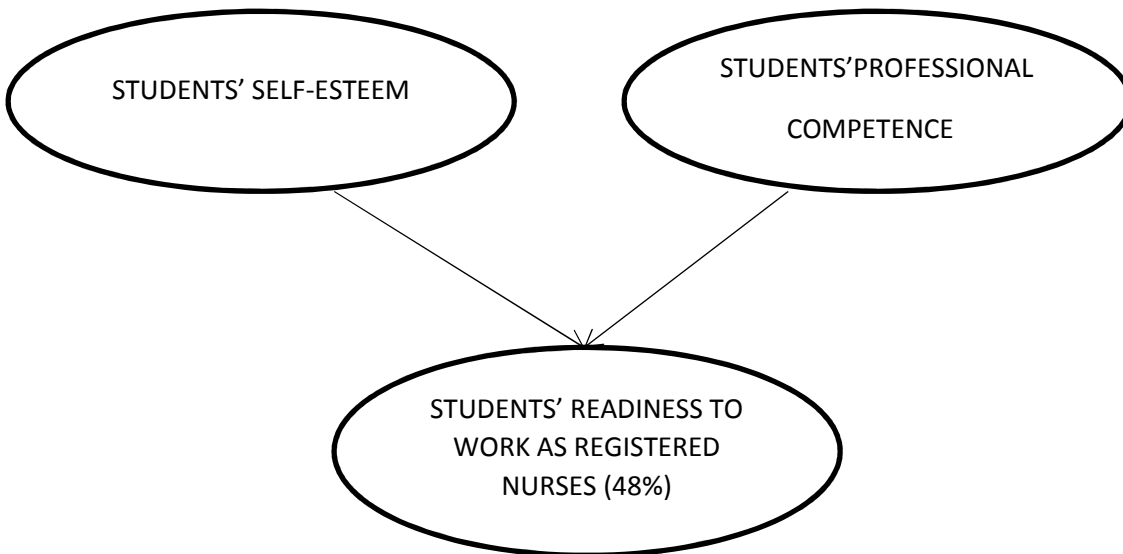 STUDENTS’ SELF-ESTEEM
STUDENTS’PROFESSIONAL
COMPETENCE
STUDENTS’ READINESS TO
WORK AS REGISTERED
NURSES (48%)